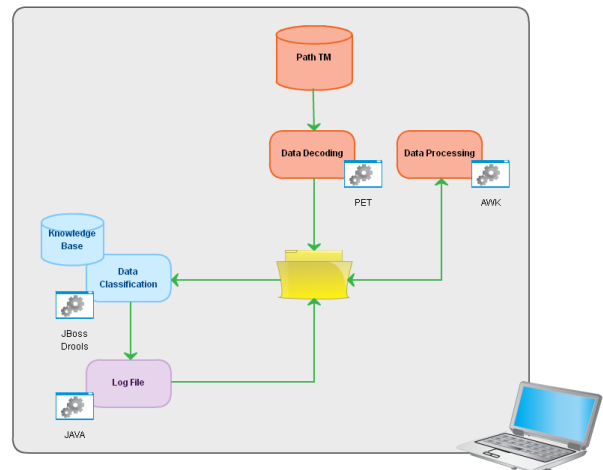 Path TM
Data Decoding
Data Processing
PET
AWK
Knowledge
Base
Data
Classification
JBoss
Drools
Log File
JAVA